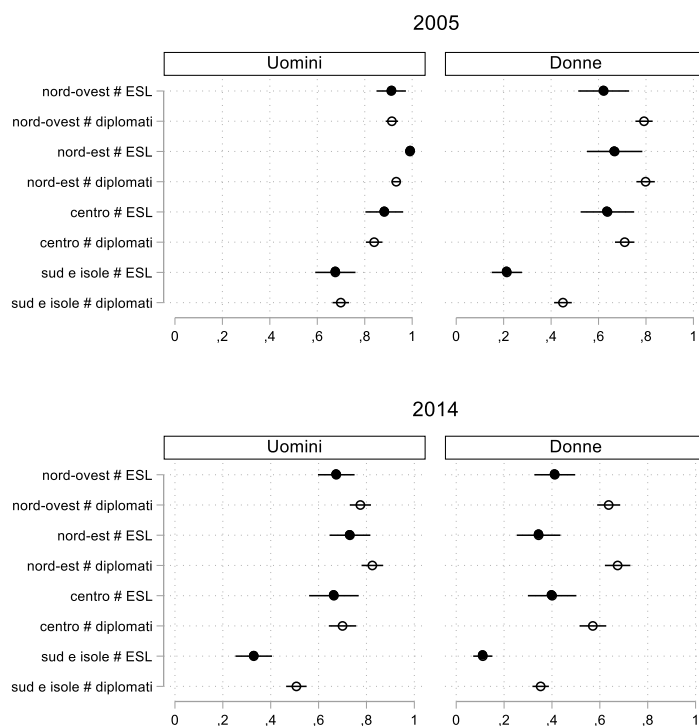 2005
Uomini Donne
nord-ovest # ESL
nord-ovest # diplomati
nord-est # ESL
nord-est # diplomati
centro # ESL
centro # diplomati
sud e isole # ESL
sud e isole # diplomati
0 ,2 ,4 ,6 ,8 1 0 ,2 ,4 ,6 ,8 1
2014
Uomini Donne
nord-ovest # ESL
nord-ovest # diplomati
nord-est # ESL
nord-est # diplomati
centro # ESL
centro # diplomati
sud e isole # ESL
sud e isole # diplomati
0 ,2 ,4 ,6 ,8 1 0 ,2 ,4 ,6 ,8 1